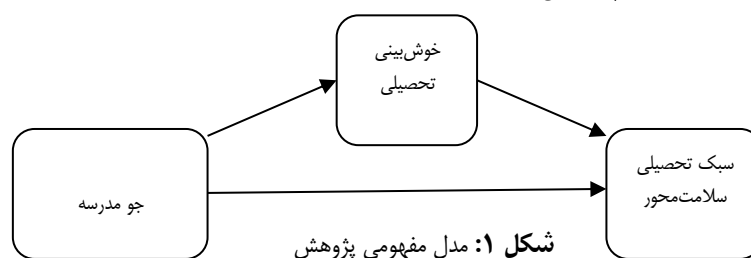 خوش‌بینی
تحصیلی
جو مدرسه
سبک تحصیلی
سلامت‌محور
شکل ۱: مدل مفهومی پژوهش